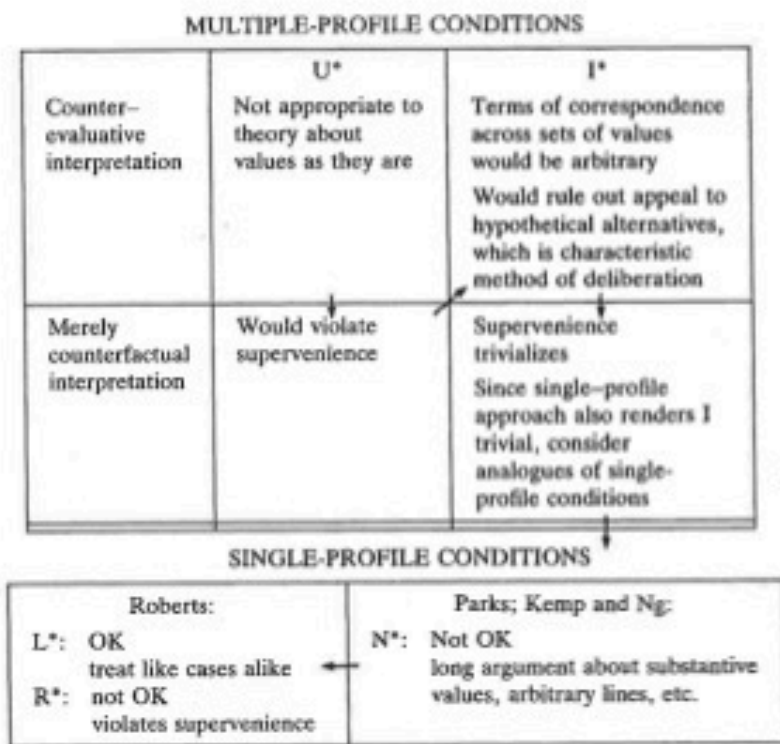 MULTIPLE-PROFILE CONDITIONS
U*
I*
Counter–
evaluative
interpretation
Not appropriate to
theory about
values as they are
Terms of correspondence
across sets of values
would be arbitrary
Would rule out appeal to
hypothetical alternatives,
which is characteristic
method of deliberation
Merely
counterfactual
interpretation
Would violate
supervenience
Supervenience
trivializes
Since single–profile
approach also renders I
trivial, consider
analogues of single-
profile conditions
SINGLE-PROFILE CONDITIONS
Roberts:
L*: OK
treat like cases alike
R*: not OK
violates supervenience
Parks; Kemp and Ng:
N*: Not OK
long argument about substantive
values, arbitrary lines, etc.